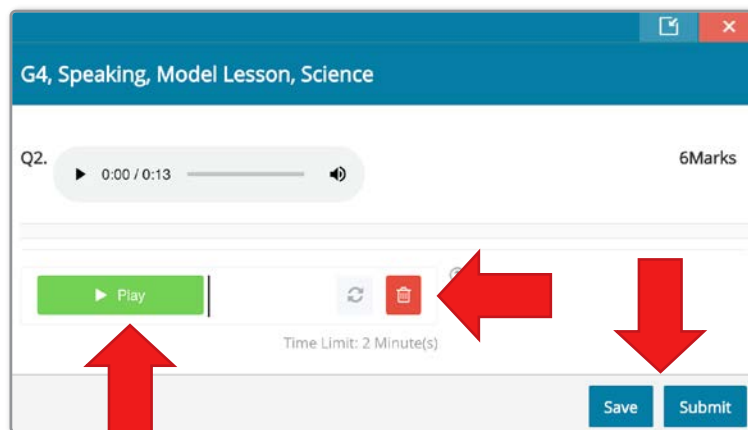 G4, Speaking, Model Lesson, Science
Q2.
6Marks
0:00 / 0:13
Play
Time Limit: 2 Minute(s)
Save
Submit